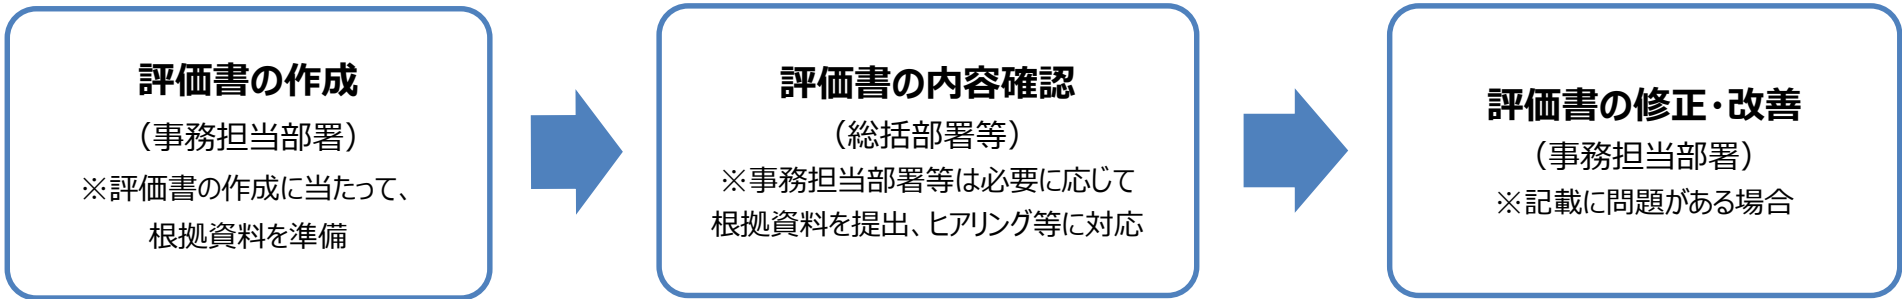 評価書の作成
（事務担当部署）
※評価書の作成に当たって、
根拠資料を準備
評価書の内容確認
（総括部署等）
※事務担当部署等は必要に応じて
根拠資料を提出、ヒアリング等に対応
評価書の修正・改善
（事務担当部署）
※記載に問題がある場合